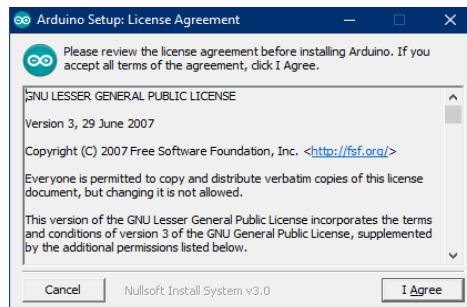 Arduino Setup: License Agreement
Please review the license agreement before installing Arduino. If you
accept all terms of the agreement, click I Agree.
GNU LESSER GENERAL PUBLIC LICENSE
Version 3, 29 June 2007
Copyright (C) 2007 Free Software Foundation, Inc. <http://fsf.org/>
Everyone is permitted to copy and distribute verbatim copies of this license
document, but changing it is not allowed.
This version of the GNU Lesser General Public License incorporates the terms
and conditions of version 3 of the GNU General Public License, supplemented
by the additional permissions listed below.
Cancel
Nullsoft Install System v3.0
I Agree